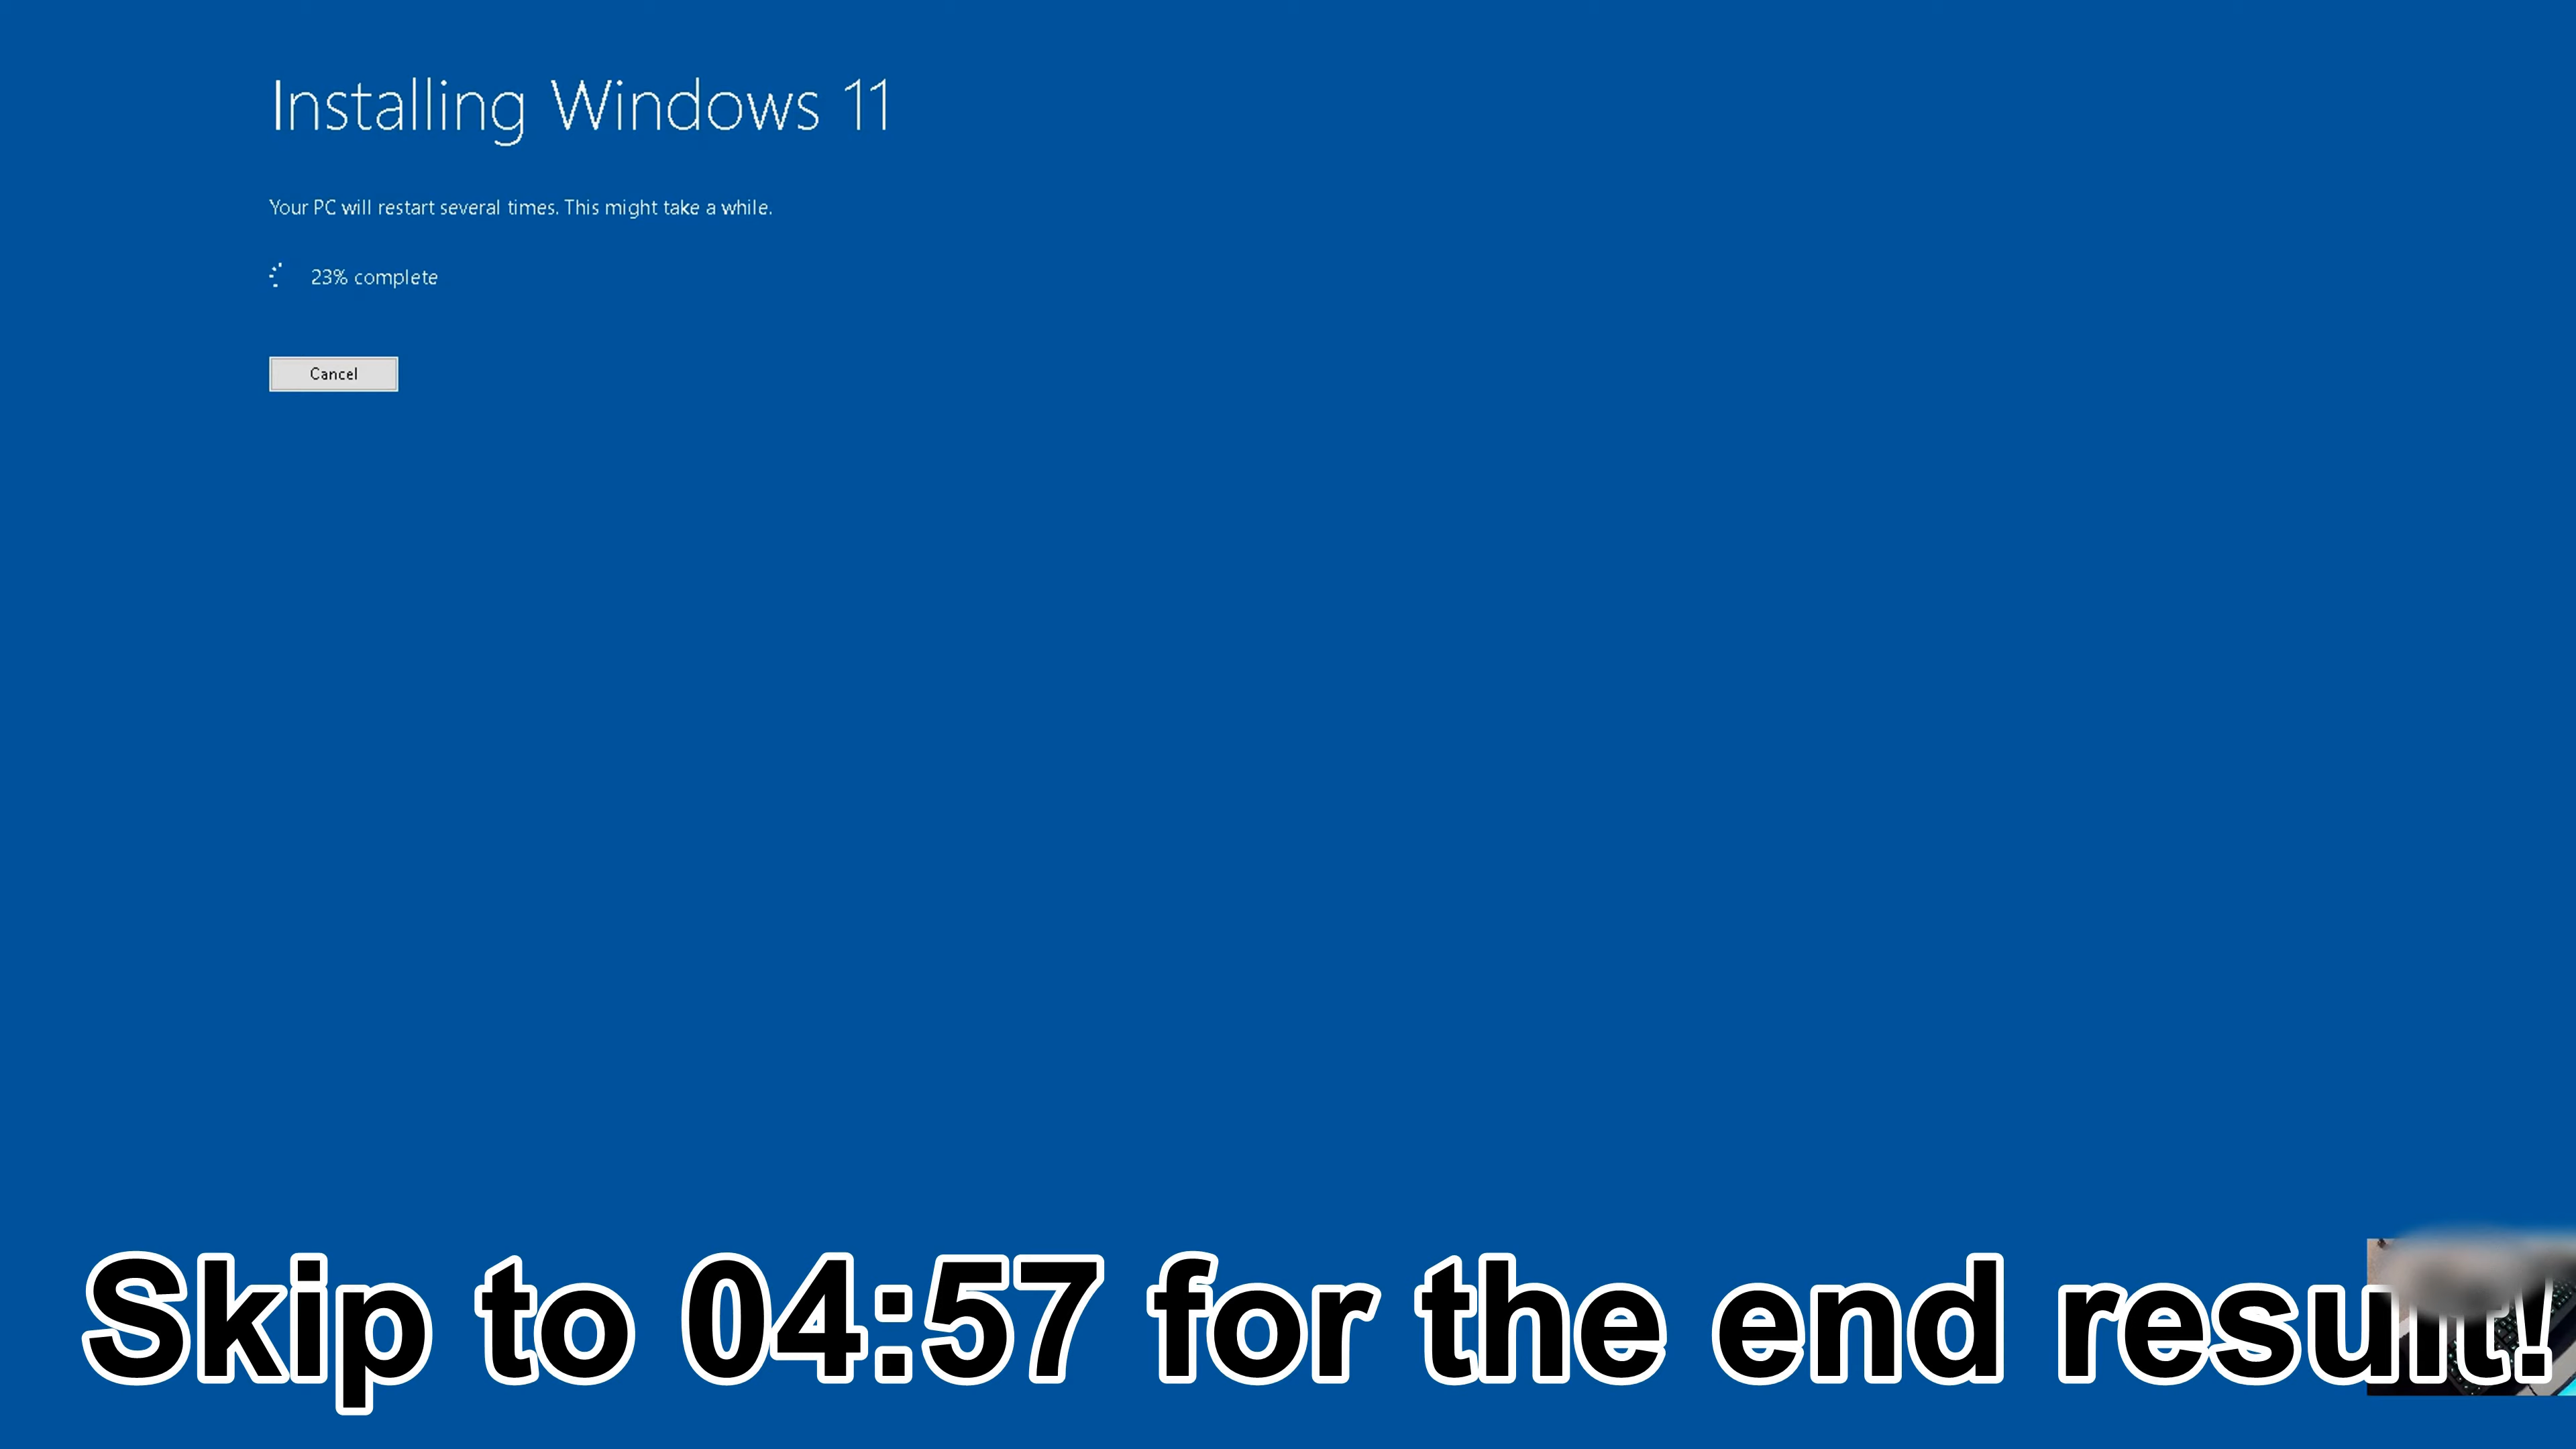 Installing Windows 11
Your PC will restart several times. This might take a while.
23% complete
Cancel
Skip to 04:57 for the end result!